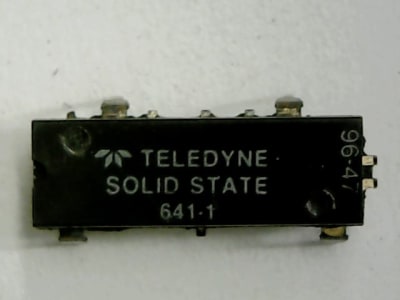 TELEDYNE
SOLID STATE
641-1
96-47